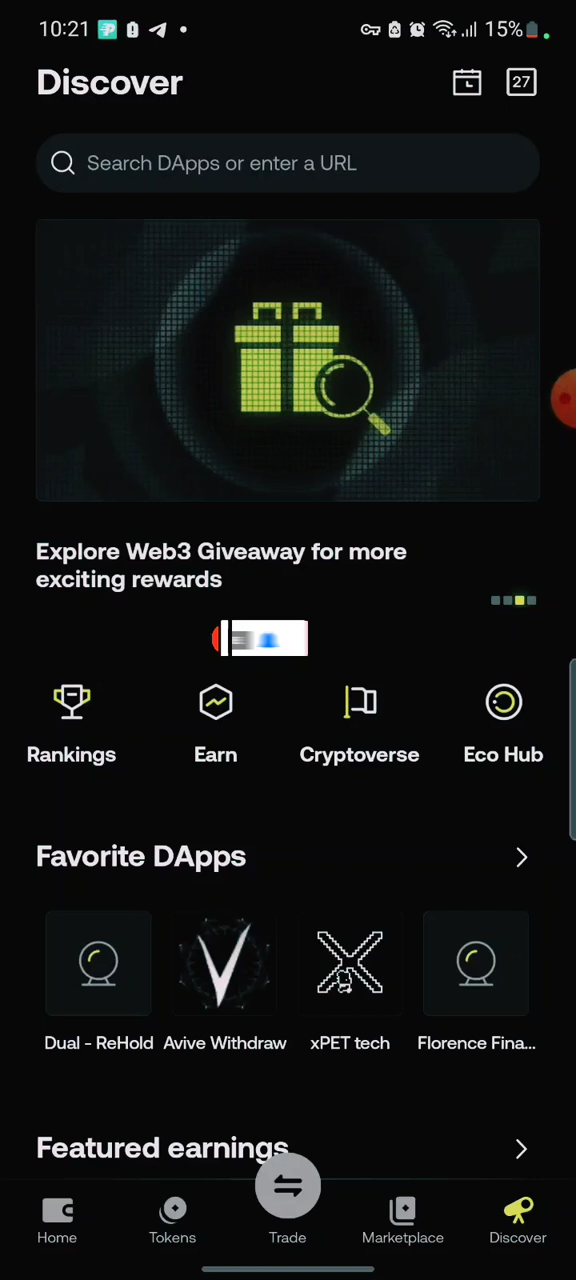 10:21
15%
Discover
27
Search DApps or enter a URL
Explore Web3 Giveaway for more
exciting rewards
Rankings
Earn
Cryptoverse
Eco Hub
Favorite DApps
Dual - ReHold
Avive Withdraw
xPET tech
Florence Fina...
Featured earnings
Home
Tokens
Trade
Marketplace
Discover